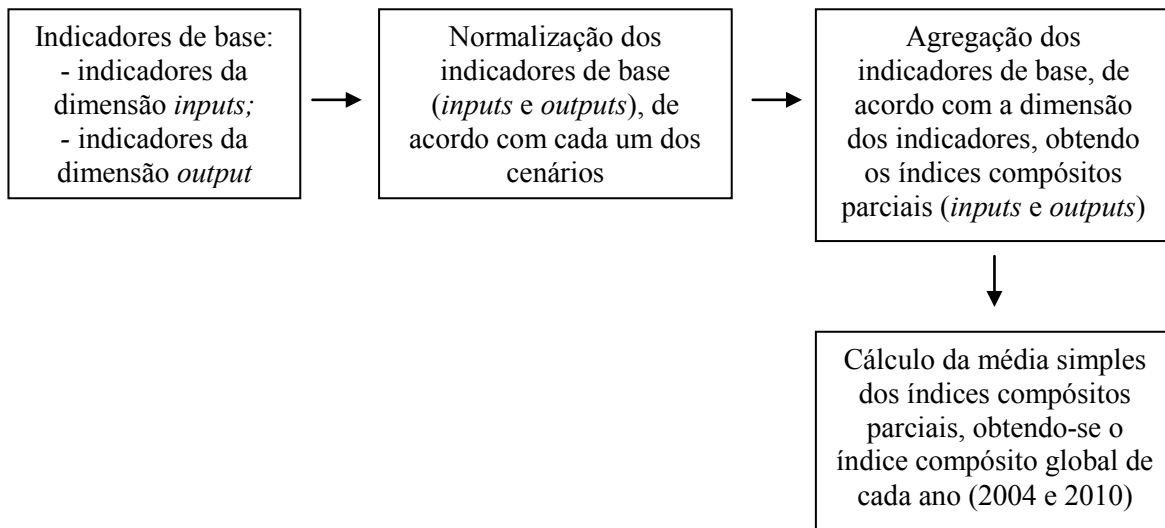 Indicadores de base:
- indicadores da
dimensão inputs;
- indicadores da
dimensão output
Normalização dos
indicadores de base
(inputs e outputs), de
acordo com cada um dos
cenários
Agregação dos
indicadores de base, de
acordo com a dimensão
dos indicadores, obtendo
os índices compósitos
parciais (inputs e outputs)
Cálculo da média simples
dos índices compósitos
parciais, obtendo-se o
índice compósito global de
cada ano (2004 e 2010)